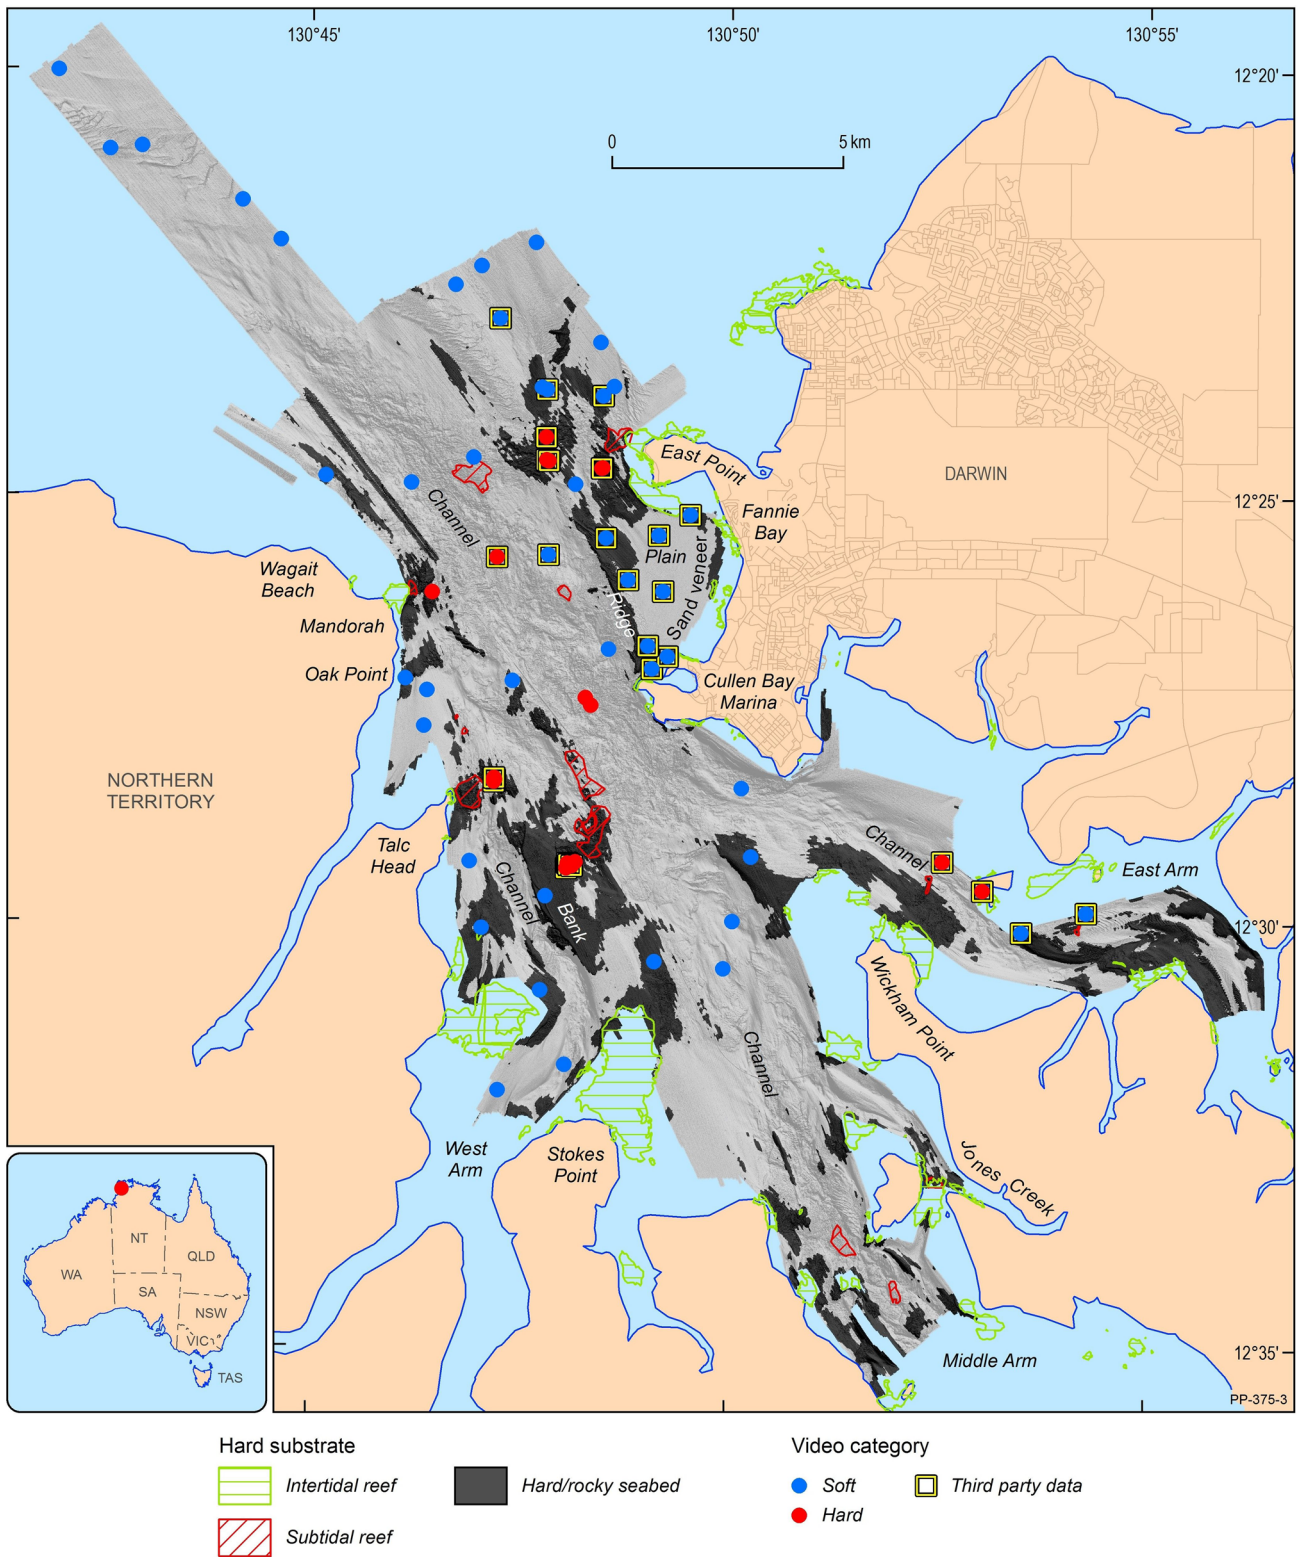 130°45'
130°50'
130°55'
12°20'
0
5 km
East Point
DARWIN
12°25'
Channel
Fannie
Bay
Plain
Sand veneer
Wagait
Beach
Ridge
Mandorah
Oak Point
Cullen Bay
Marina
NORTHERN
TERRITORY
Talc
Head
Channel
East Arm
Channel
Bank
12°30'
Wickham Point
Channel
West
Arm
Stokes
Point
Jones Creek
Middle Arm
12°35'
PP-375-3
NT
WA
QLD
SA
NSW
VIC
TAS
Hard substrate
Intertidal reef
Hard/rocky seabed
Subtidal reef
Video category
Soft
Third party data
Hard